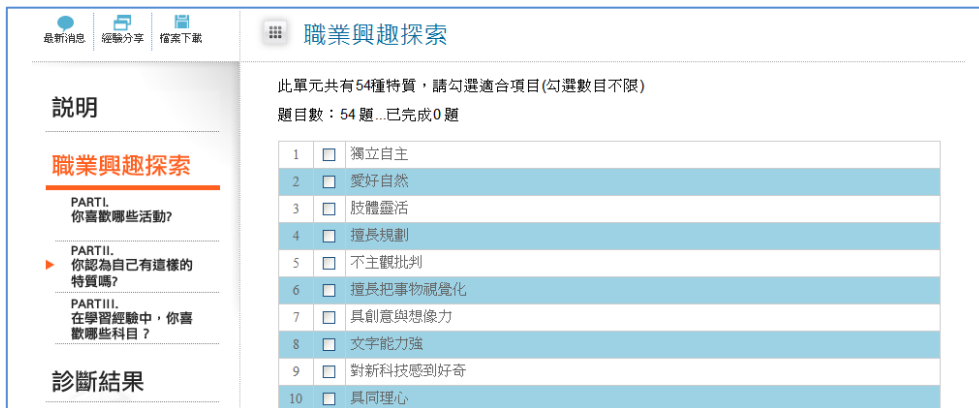 最新消息 經驗分享 檔案下載
職業興趣探索
此單元共有54種特質，請勾選適合項目(勾選數目不限)
題目數：54 題...已完成0 題
説明
職業興趣探索
PARTI.
你喜歡哪些活動?
PARTII.
你認為自己有這樣的
特質嗎?
PARTIII.
在學習經驗中，你喜
歡哪些科目？
診斷結果
1 獨立自主
2 愛好自然
3 肢體靈活
4 擅長規劃
5 不主觀批判
6 擅長把事物視覺化
7 具創意與想像力
8 文字能力強
9 對新科技感到好奇
10 具同理心